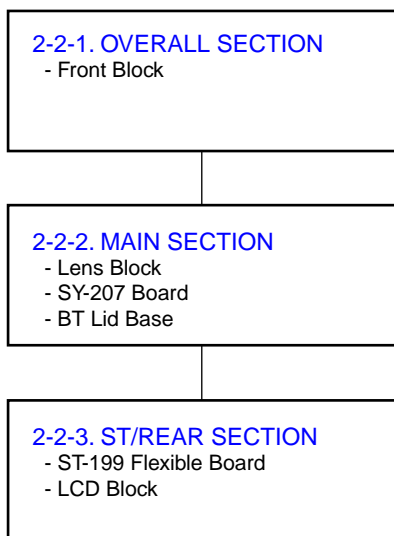 2-2-1. OVERALL SECTION
- Front Block
2-2-2. MAIN SECTION
- Lens Block
- SY-207 Board
- BT Lid Base
2-2-3. ST/REAR SECTION
- ST-199 Flexible Board
- LCD Block